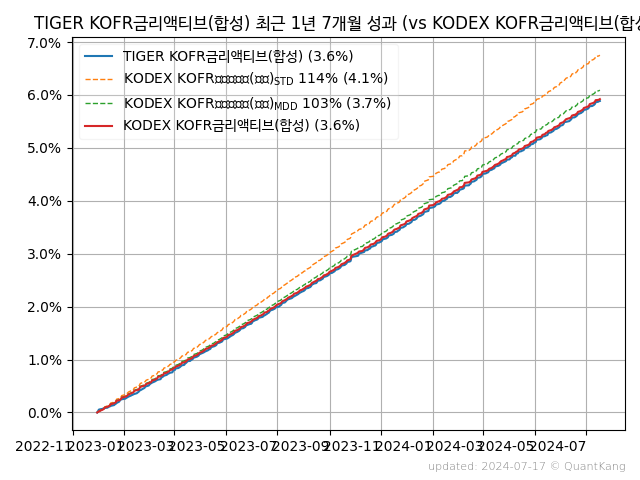 TIGER KOFR금리액티브(합성) 최근 1년 7개월 성과 (vs KODEX KOFR금리액티브(합성
7.0%
6.0%
5.0%
4.0%
3.0%
2.0%
1.0%
0.0%
TIGER KOFR금리액티브(합성) (3.6%)
KODEX KOFR□□□□□(□□)STD 114% (4.1%)
KODEX KOFR□□□□□(□□)MDD 103% (3.7%)
KODEX KOFR금리액티브(합성) (3.6%)
2022-11 2023-01 2023-03 2023-05 2023-07 2023-09 2023-11 2024-01 2024-03 2024-05 2024-07
updated: 2024-07-17 © QuantKang